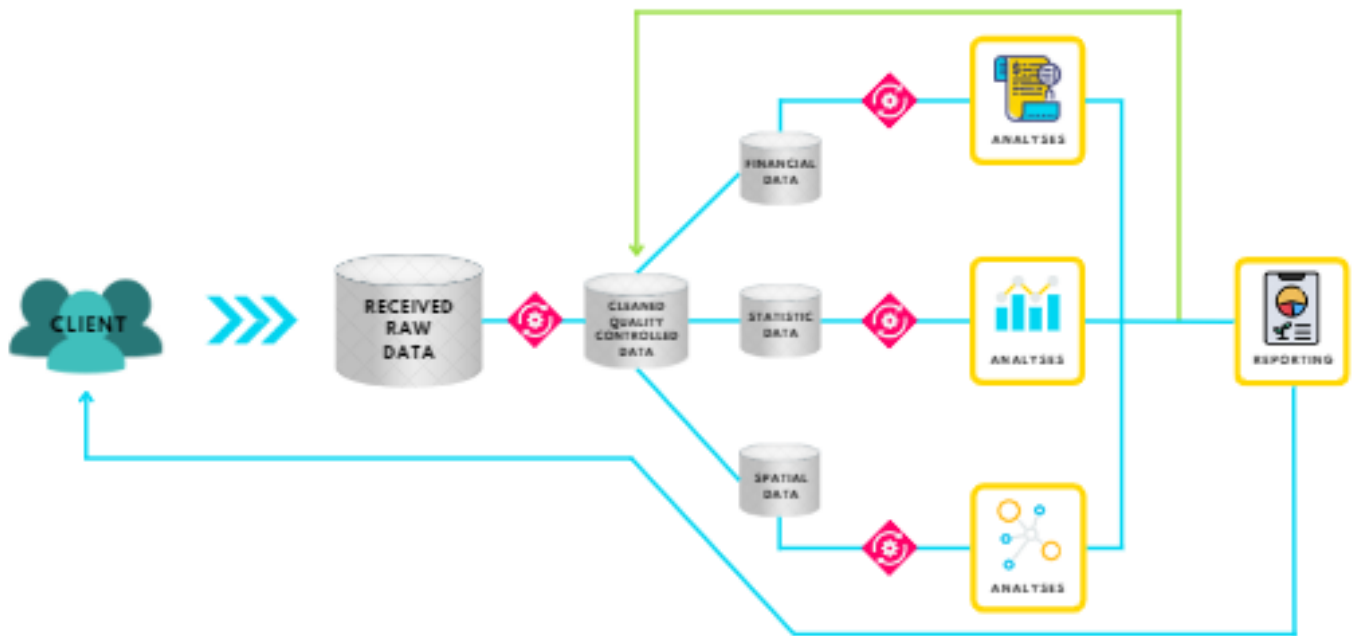 CLIENT
RECEIVED
RAW
DATA
CLEANED
QUALITY
CONTROLLED
DATA
FINANCIAL
DATA
STATISTIC
DATA
SPATIAL
DATA
ANALYSES
ANALYSES
ANALYSES
REPORTING